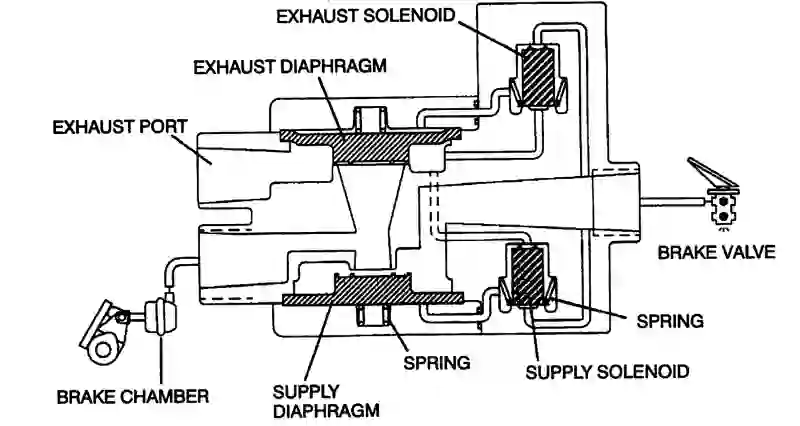 EXHAUST SOLENOID
EXHAUST DIAPHRAGM
EXHAUST PORT
BRAKE VALVE
SPRING
SPRING
SUPPLY SOLENOID
BRAKE CHAMBER
SUPPLY
DIAPHRAGM